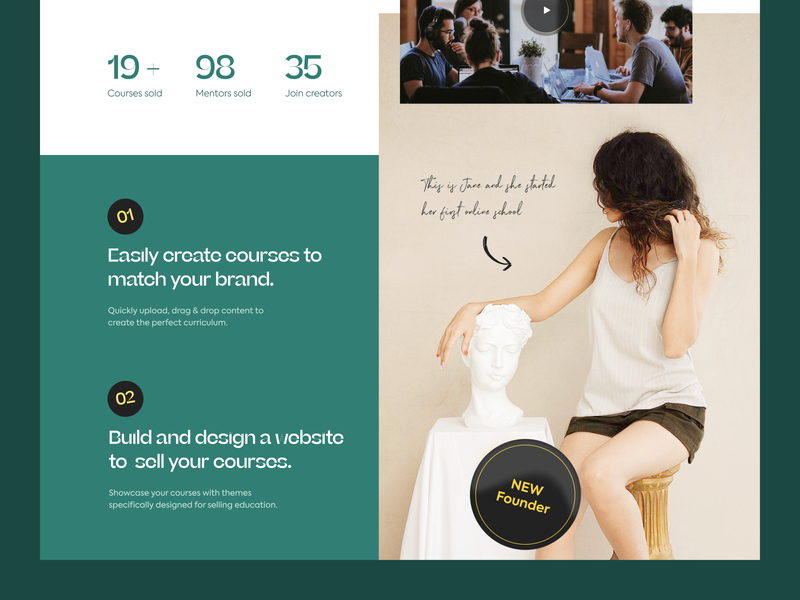 19 +
98
35
Courses sold
Mentors sold
Join creators
"This is Jane and she started
her first online school
01
Easily create courses to
match your brand.
Quickly upload, drag & drop content to
create the perfect curriculum.
02
Build and design a website
to sell your courses.
Showcase your courses with themes
specifically designed for selling education.
NEW
Founder